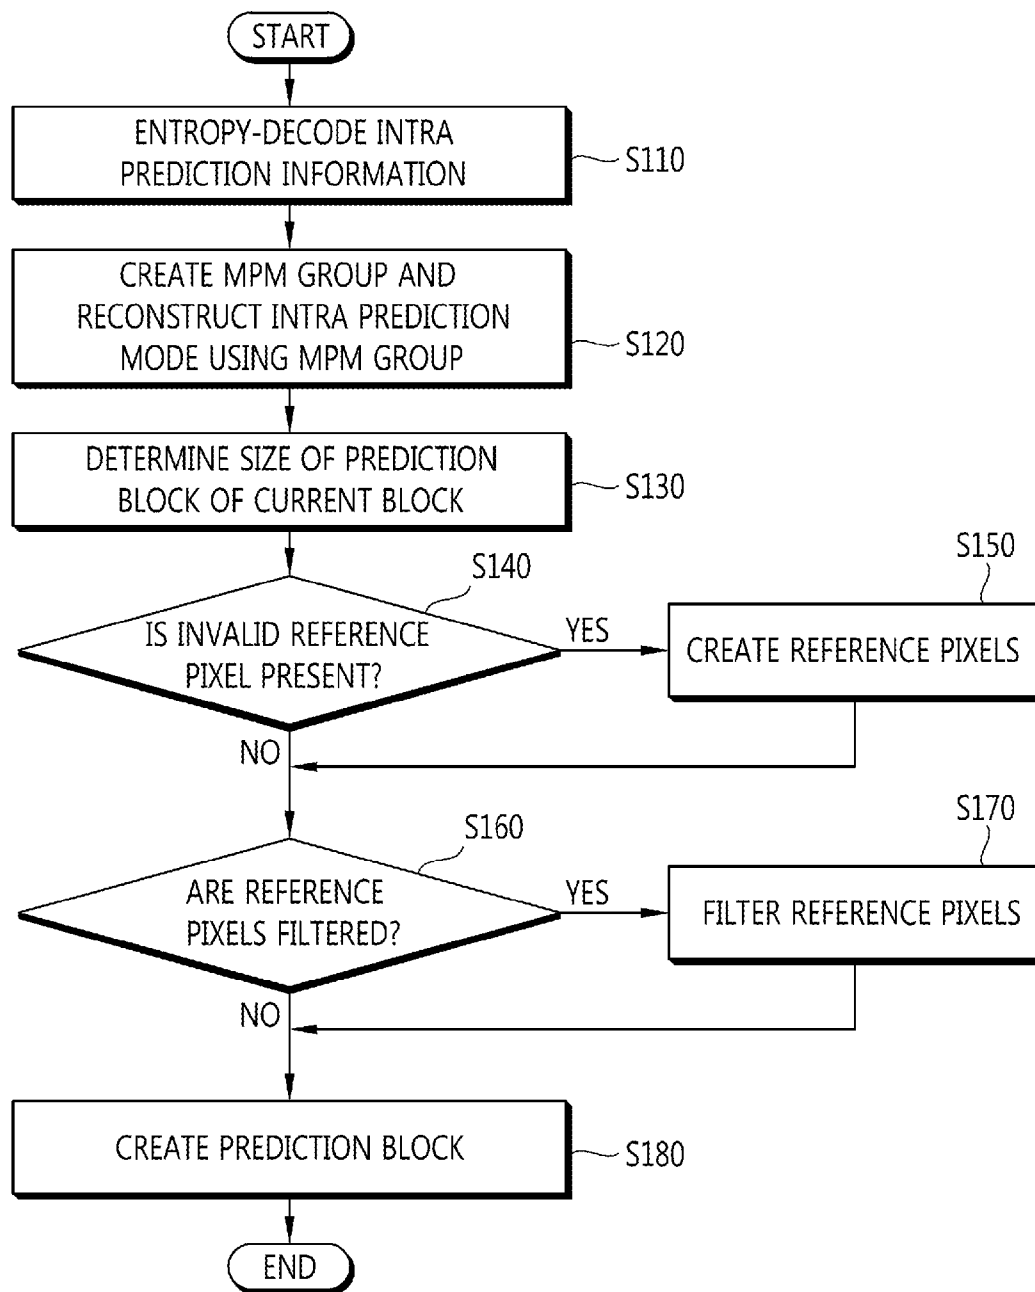 START
ENTROPY-DECODE INTRA
PREDICTION INFORMATION
S110
CREATE MPM GROUP AND
RECONSTRUCT INTRA PREDICTION
MODE USING MPM GROUP
S120
DETERMINE SIZE OF PREDICTION
BLOCK OF CURRENT BLOCK
S130
S140
IS INVALID REFERENCE
PIXEL PRESENT?
YES
S150
CREATE REFERENCE PIXELS
NO
S160
ARE REFERENCE
PIXELS FILTERED?
YES
S170
FILTER REFERENCE PIXELS
NO
CREATE PREDICTION BLOCK
S180
END